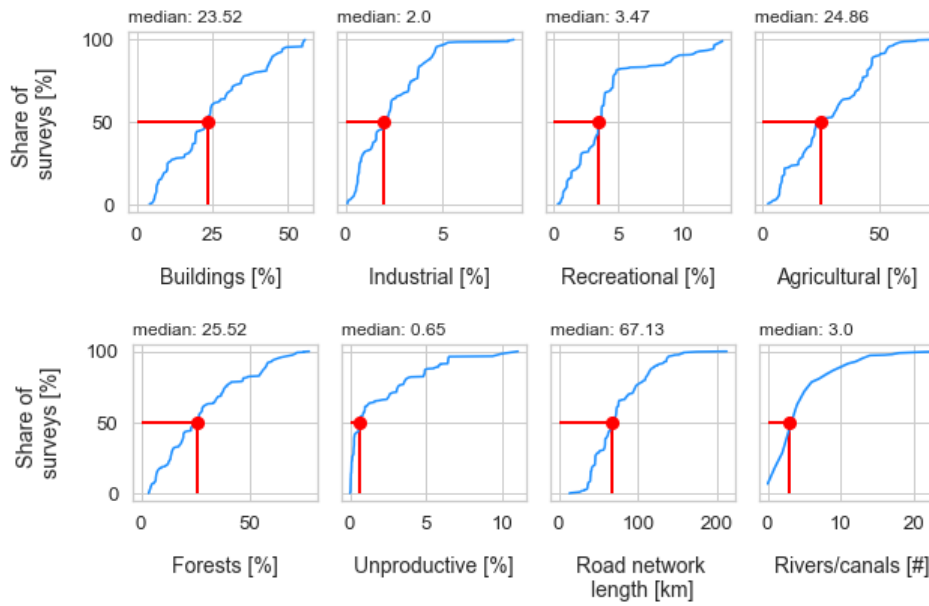 median: 23.52
median: 2.0
median: 3.47
median: 24.86
Share of
surveys [%]
100
50
0
0 25 50
0 5
0 5 10
0 50
Buildings [%]
Industrial [%]
Recreational [%]
Agricultural [%]
median: 25.52
median: 0.65
median: 67.13
median: 3.0
Share of
surveys [%]
100
50
0
0 50
0 5 10
0 100 200
0 10 20
Forests [%]
Unproductive [%]
Road network
length [km]
Rivers/canals [#]